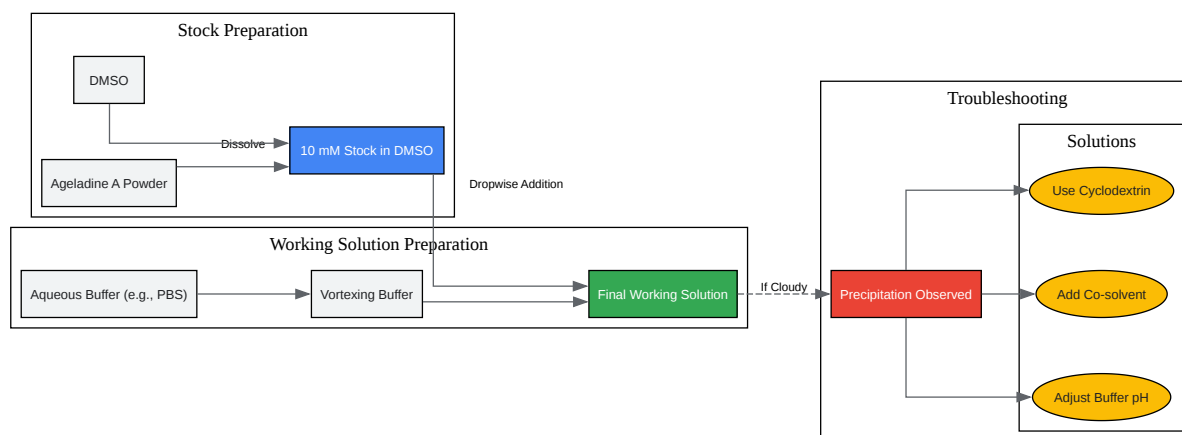 Stock Preparation
DMSO
Dissolve
10 mM Stock in DMSO
Ageladine A Powder
Dropwise Addition
Working Solution Preparation
Aqueous Buffer (e.g., PBS)
Vortexing Buffer
Final Working Solution
If Cloudy
Troubleshooting
Solutions
Use Cyclodextrin
Precipitation Observed
Add Co-solvent
Adjust Buffer pH